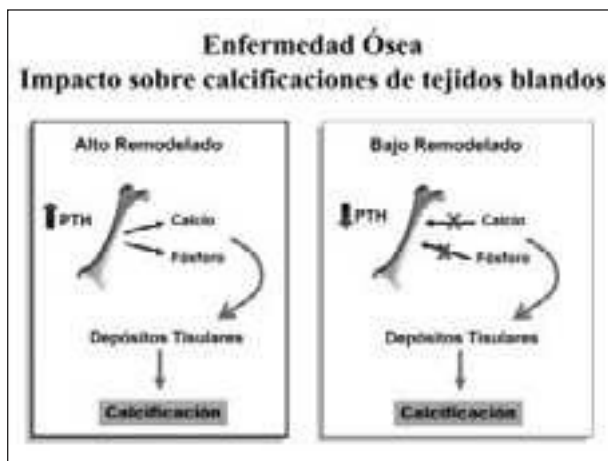 Enfermedad Ósea
Impacto sobre calcificaciones de tejidos blandos
Alto Remodelado
PTH
Calcio
Fósforo
Depósitos Tisulares
Calcificación
Bajo Remodelado
PTH
Calcio
Fósforo
Depósitos Tisulares
Calcificación